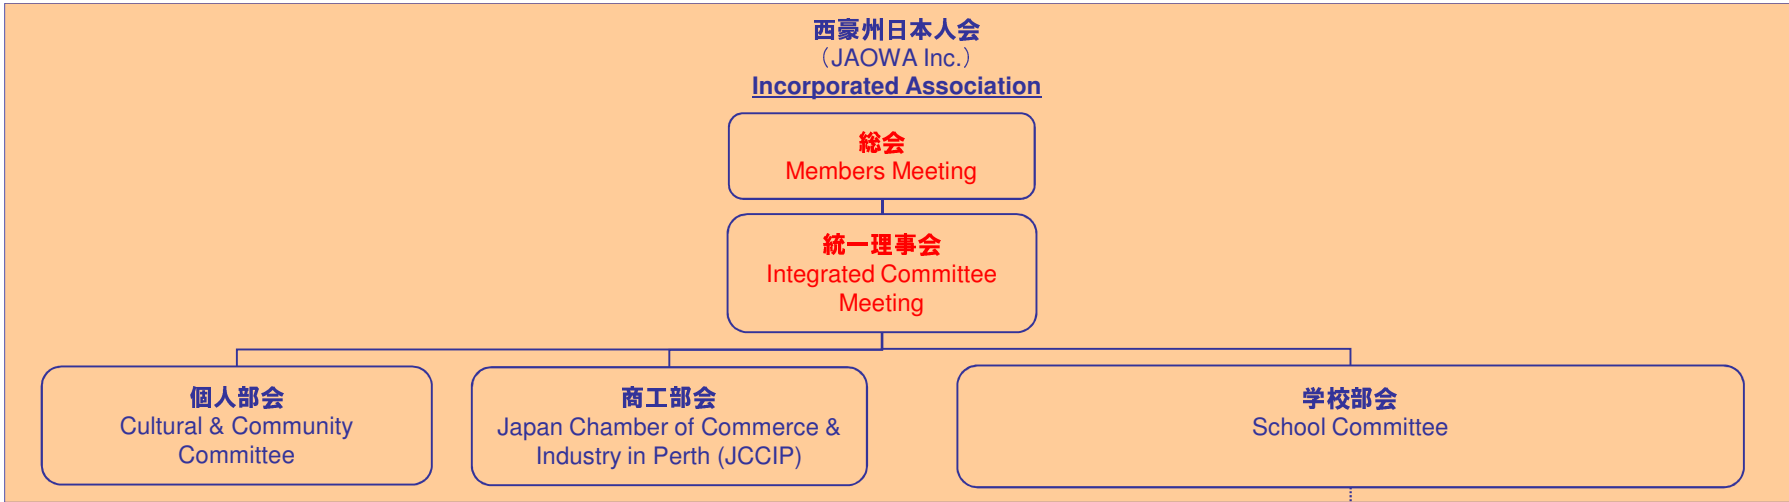 西豪州日本人会
（JAOWA Inc.）
Incorporated Association
総会
Members Meeting
統一理事会
Integrated Committee
Meeting
個人部会
Cultural & Community
Committee
商工部会
Japan Chamber of Commerce &
Industry in Perth (JCCIP)
学校部会
School Committee